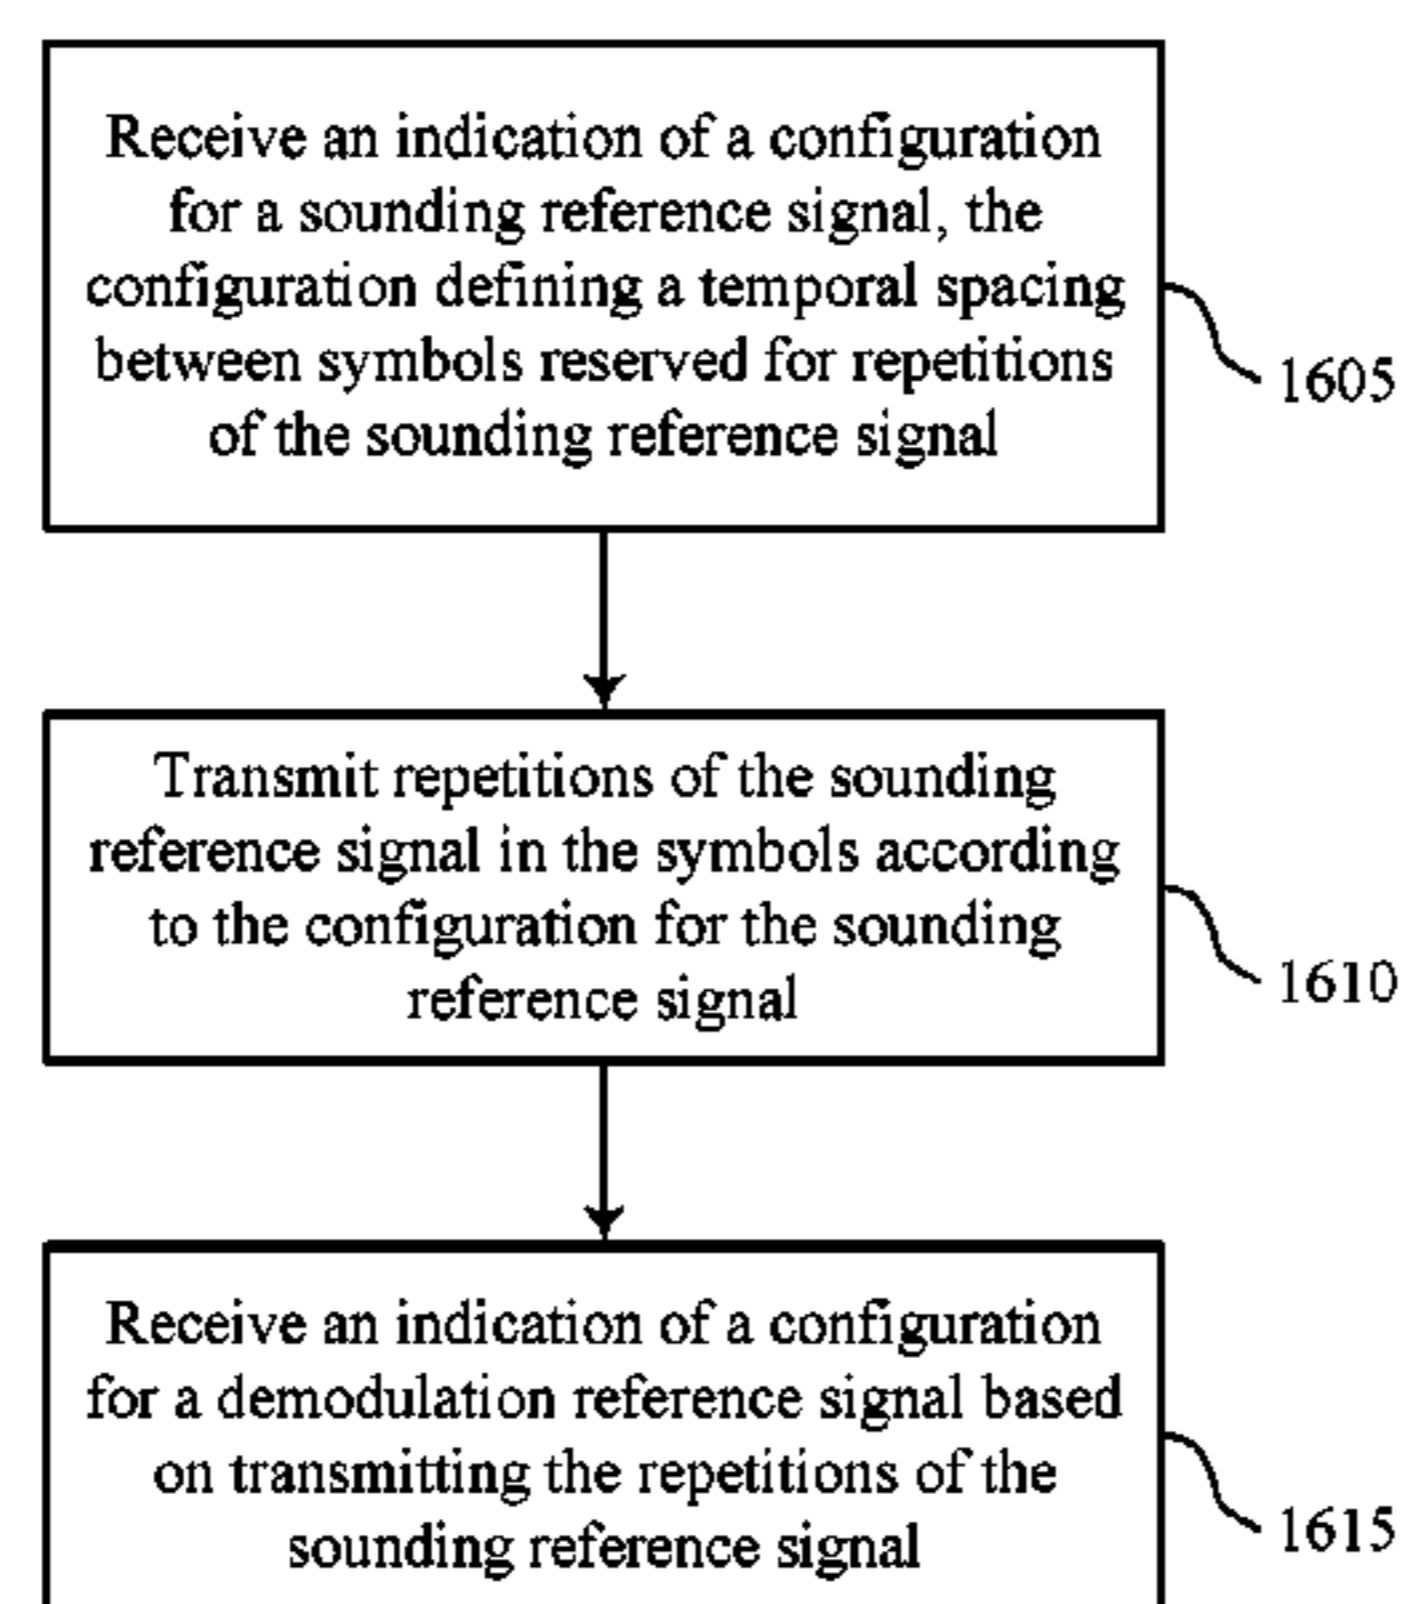 Receive an indication of a configuration
for a sounding reference signal, the
configuration defining a temporal spacing
between symbols reserved for repetitions
of the sounding reference signal
1605
Transmit repetitions of the sounding
reference signal in the symbols according
to the configuration for the sounding
reference signal
1610
Receive an indication of a configuration
for a demodulation reference signal based
on transmitting the repetitions of the
sounding reference signal
1615